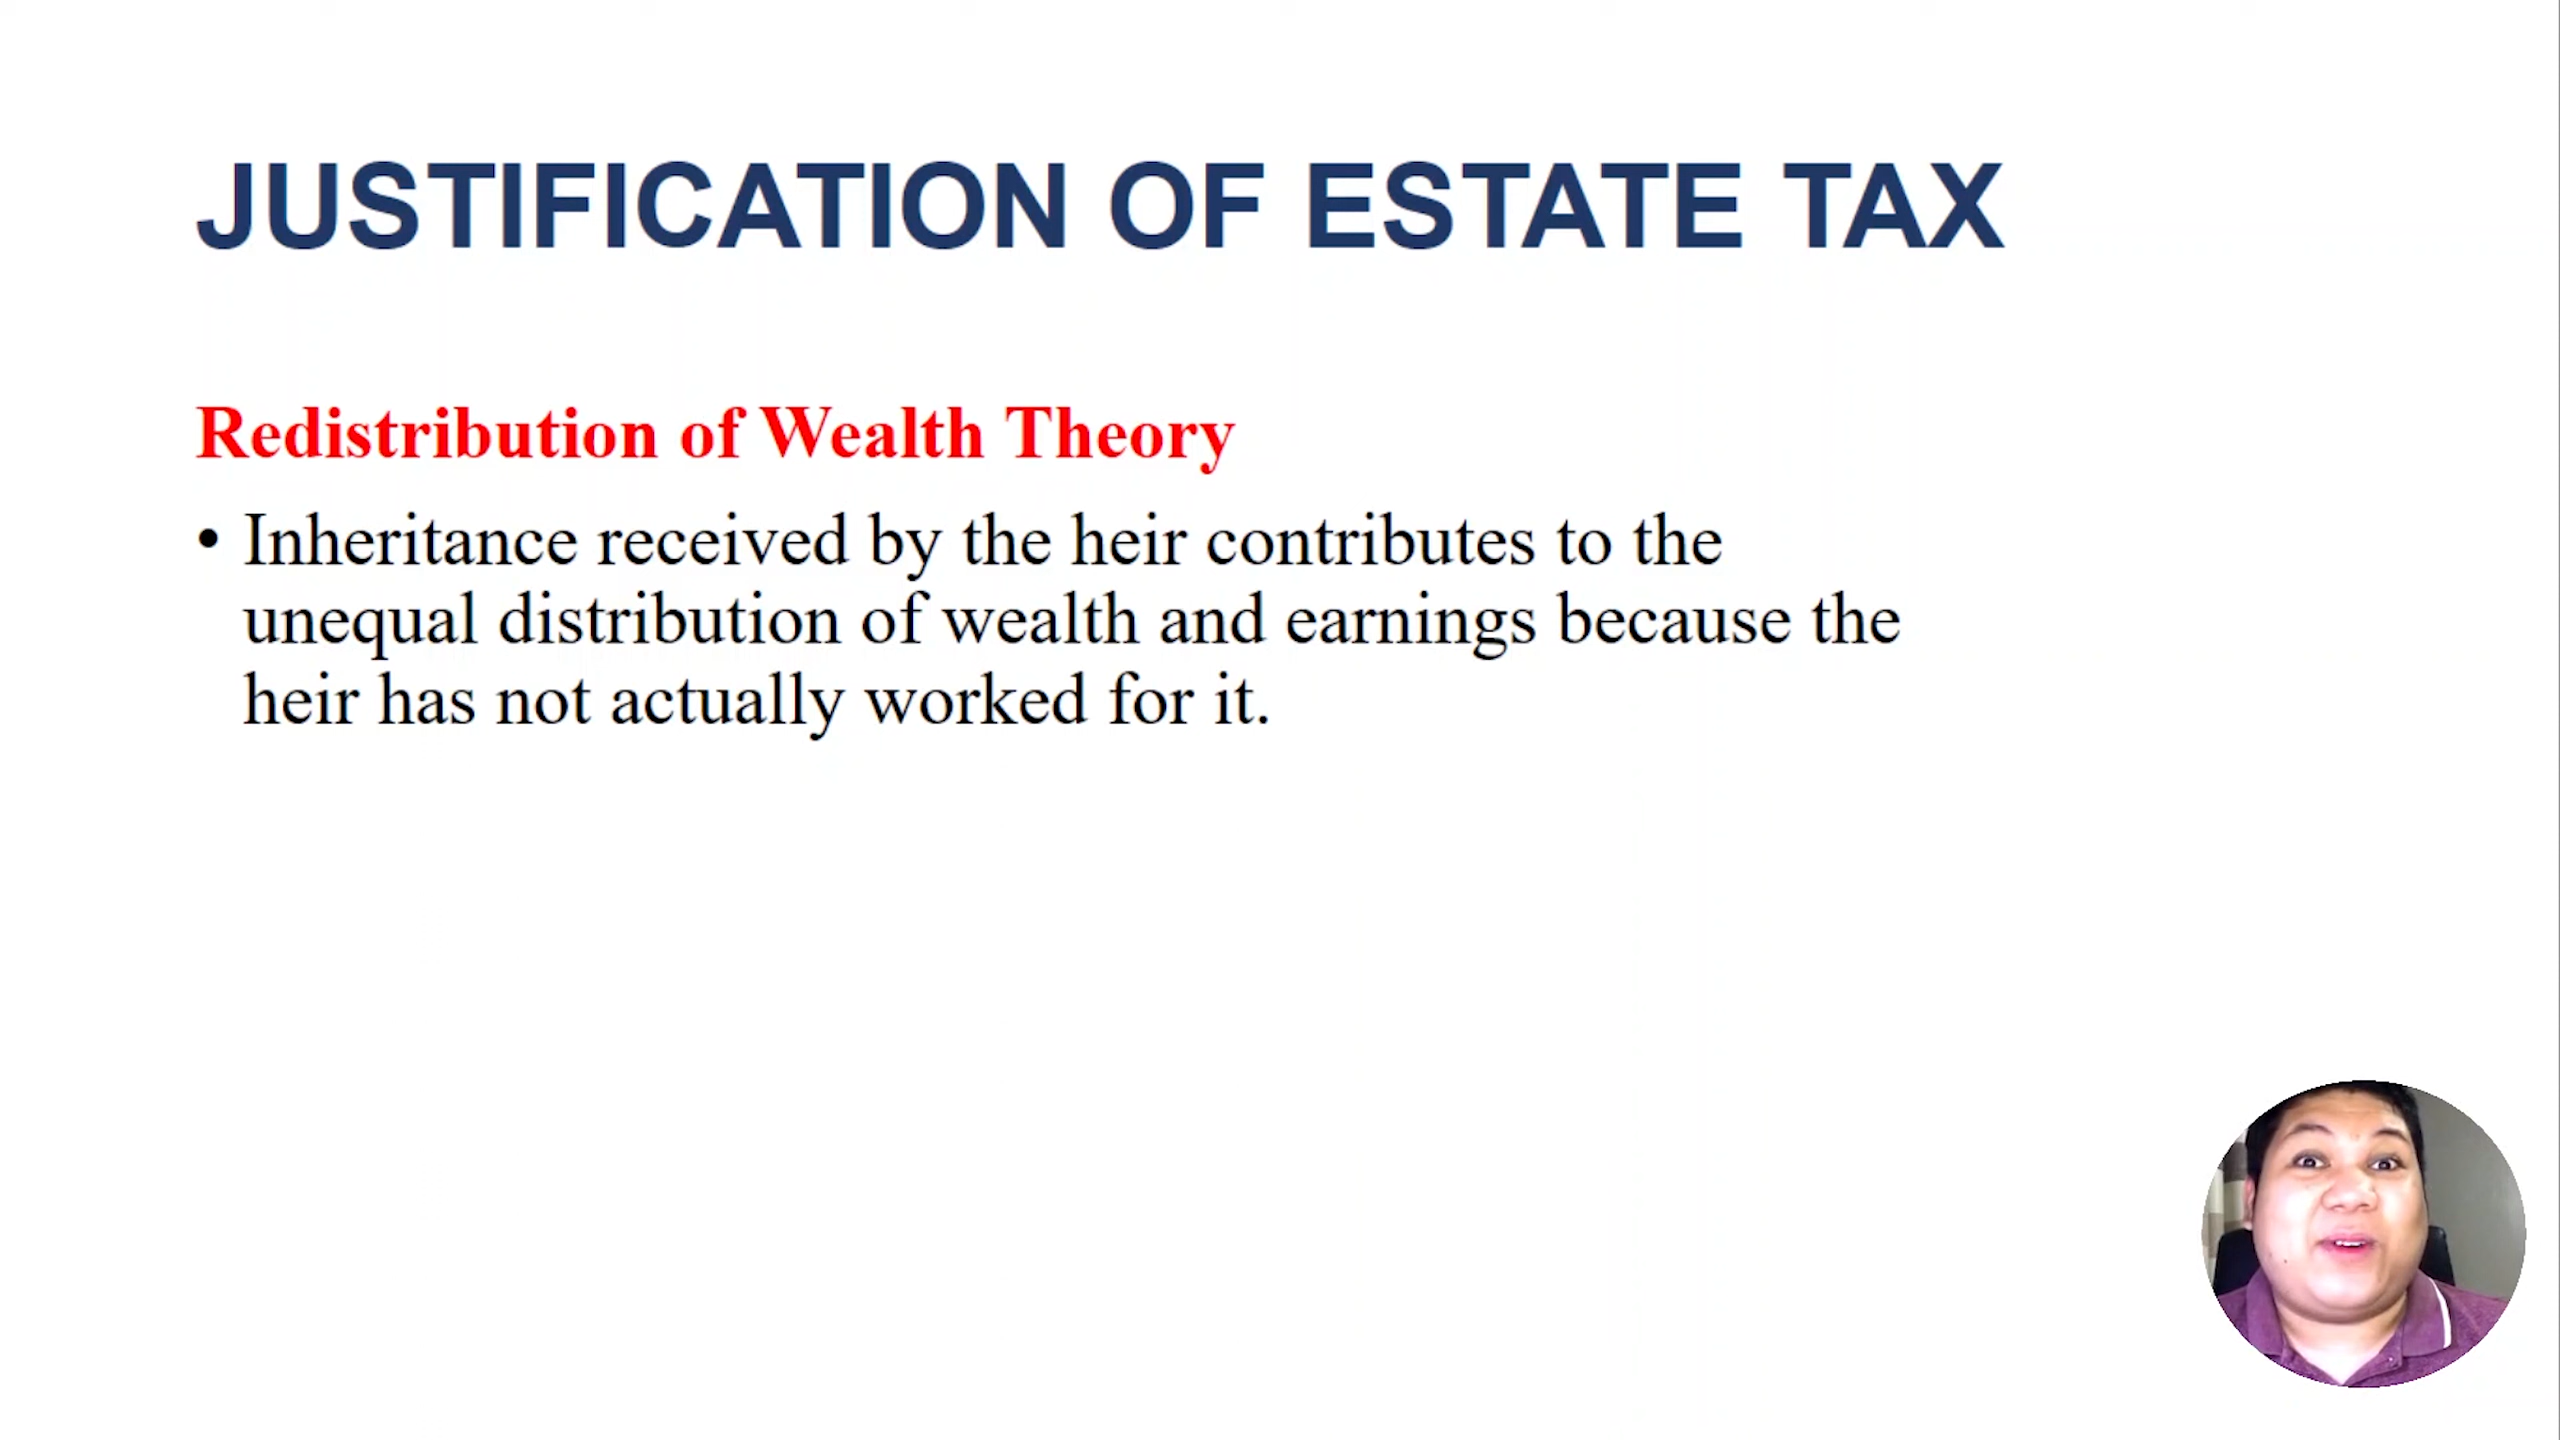 JUSTIFICATION OF ESTATE TAX
Redistribution of Wealth Theory
• Inheritance received by the heir contributes to the
unequal distribution of wealth and earnings because the
heir has not actually worked for it.